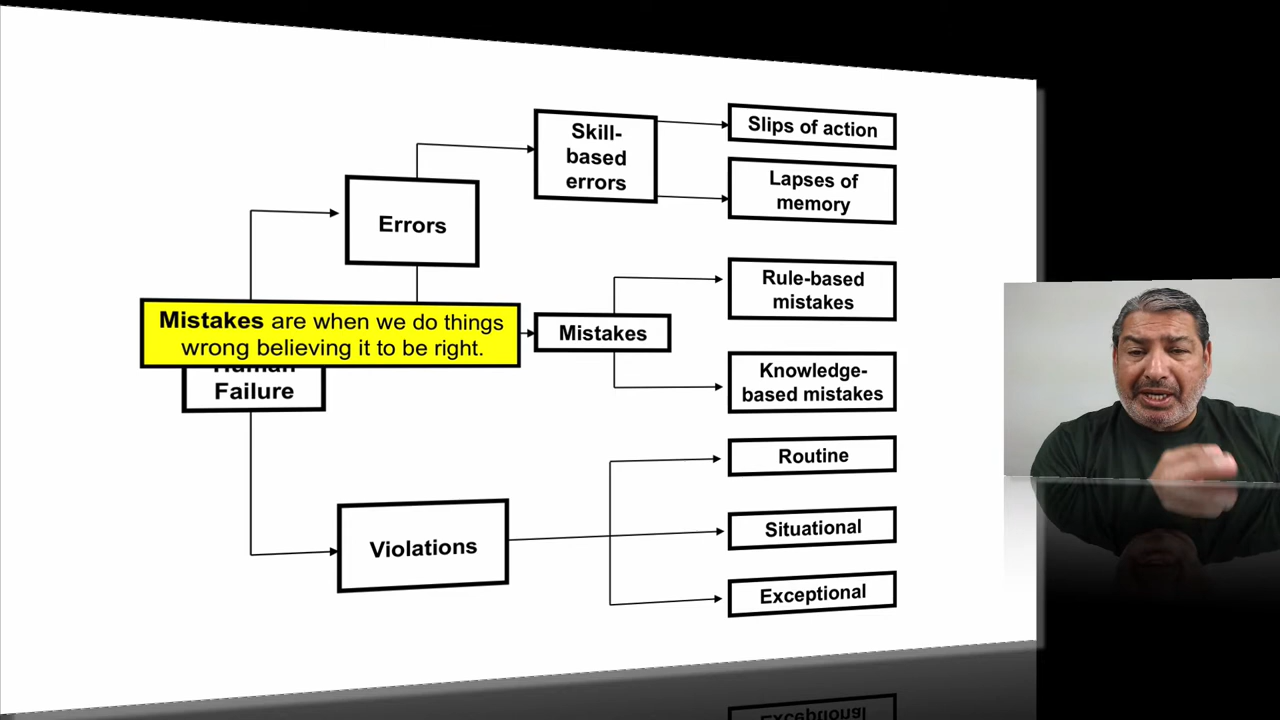 Skill-
based
errors
Slips of action
Lapses of
memory
Errors
Mistakes are when we do things
wrong believing it to be right.
Human
Failure
Mistakes
Rule-based
mistakes
Knowledge-
based mistakes
Violations
Routine
Situational
Exceptional